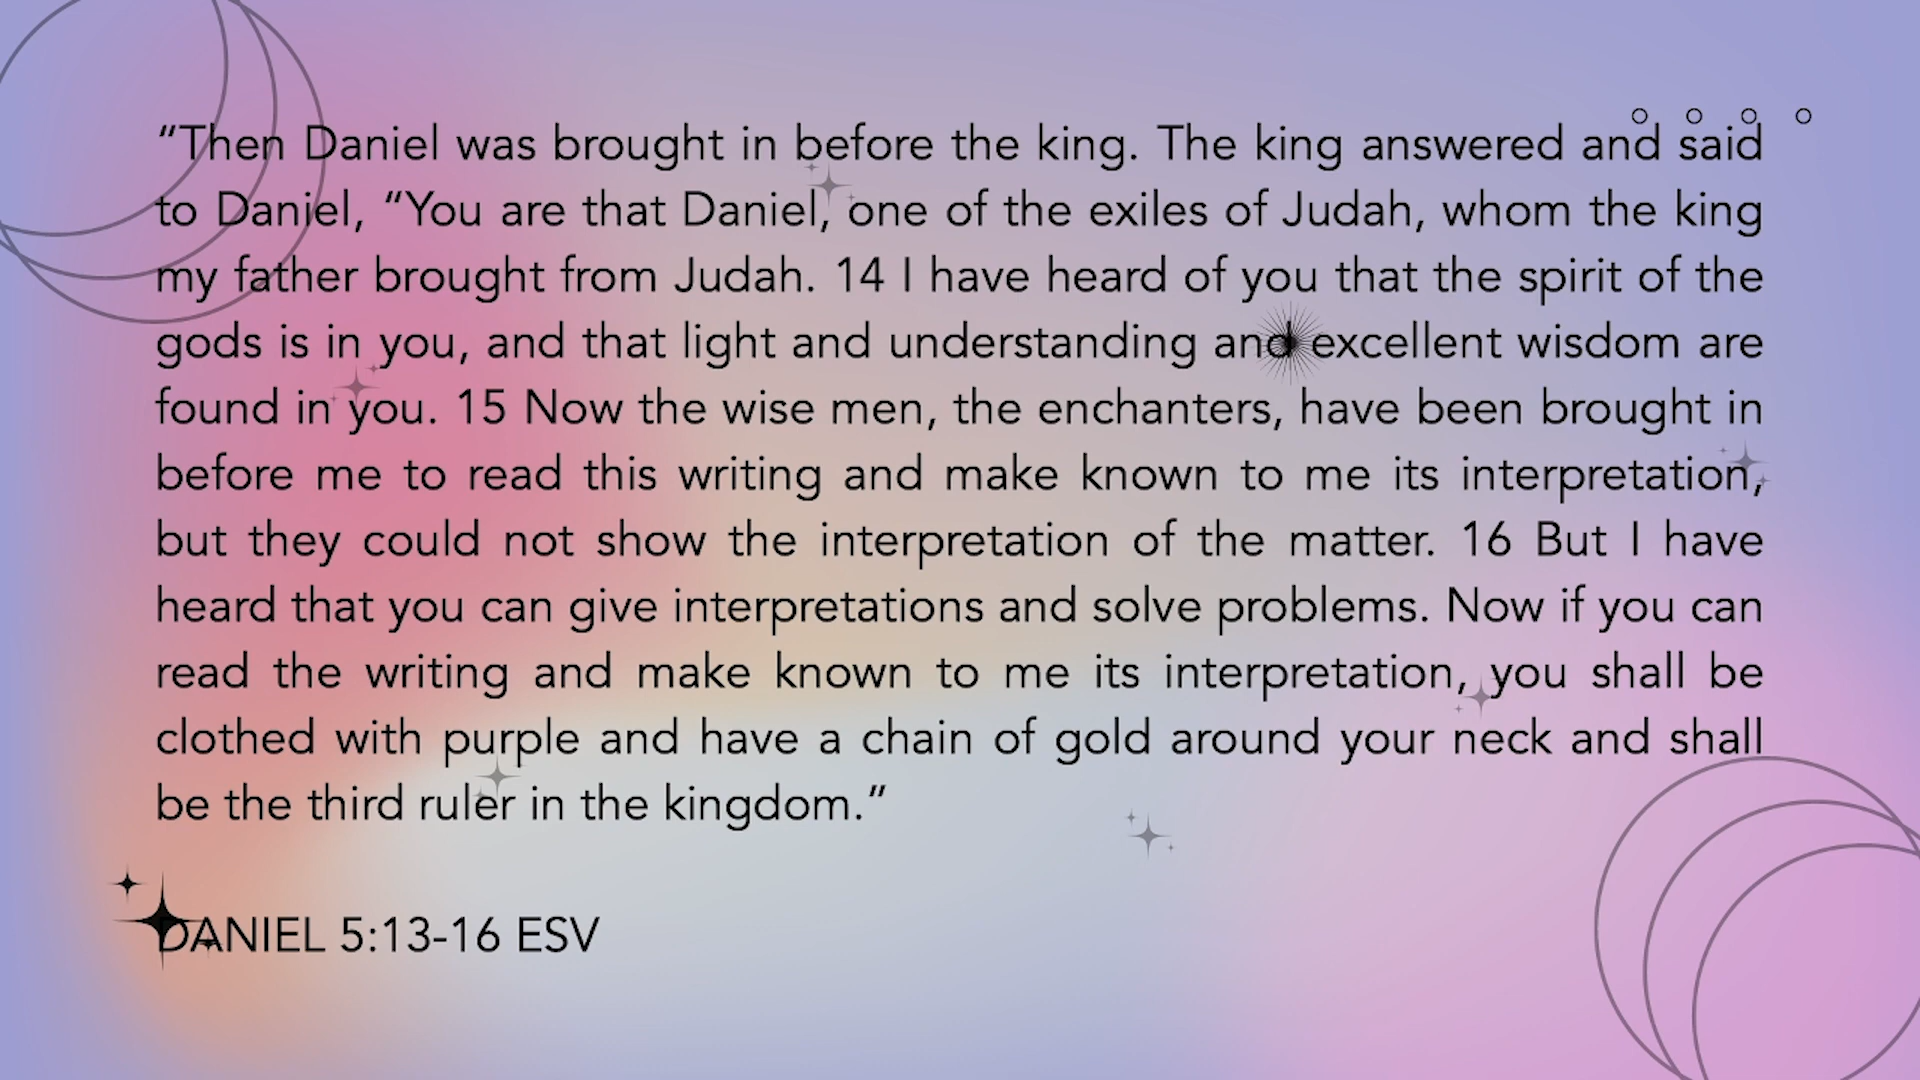 “Then Daniel was brought in before the king. The king answered and said
to Daniel, “You are that Daniel, one of the exiles of Judah, whom the king
my father brought from Judah. 14 I have heard of you that the spirit of the
gods is in you, and that light and understanding and excellent wisdom are
found in you. 15 Now the wise men, the enchanters, have been brought in
before me to read this writing and make known to me its interpretation,
but they could not show the interpretation of the matter. 16 But I have
heard that you can give interpretations and solve problems. Now if you can
read the writing and make known to me its interpretation, you shall be
clothed with purple and have a chain of gold around your neck and shall
be the third ruler in the kingdom.”
DANIEL 5:13-16 ESV